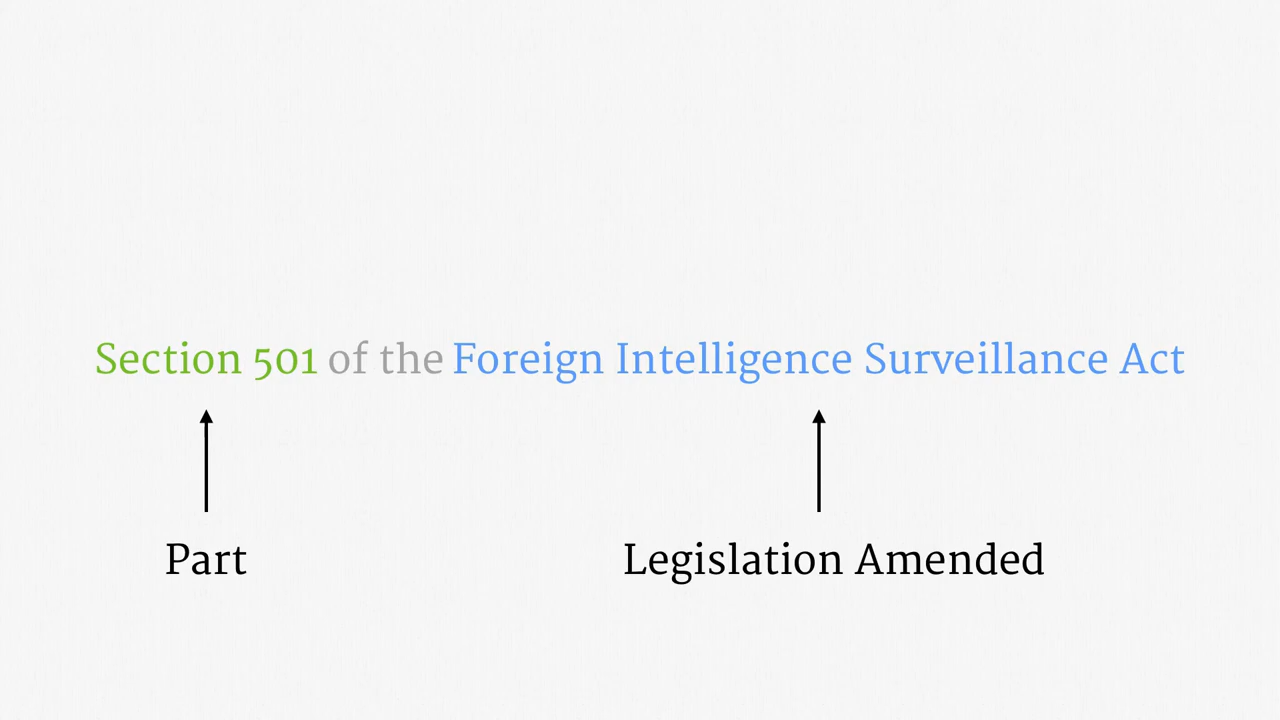 Section 501 of the Foreign Intelligence Surveillance Act
Part
Legislation Amended